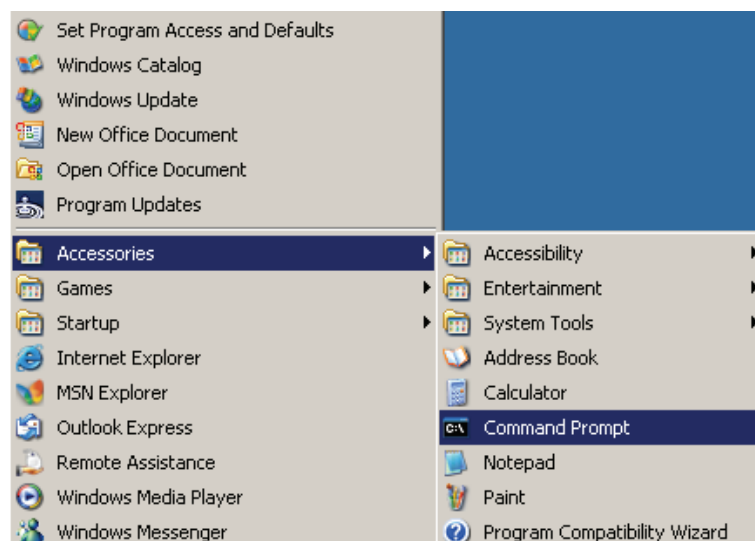 Set Program Access and Defaults
Windows Catalog
Windows Update
New Office Document
Open Office Document
Program Updates
Accessories
Games
Startup
Internet Explorer
MSN Explorer
Outlook Express
Remote Assistance
Windows Media Player
Windows Messenger
Accessibility
Entertainment
System Tools
Address Book
Calculator
C:\ Command Prompt
Notepad
Paint
Program Compatibility Wizard